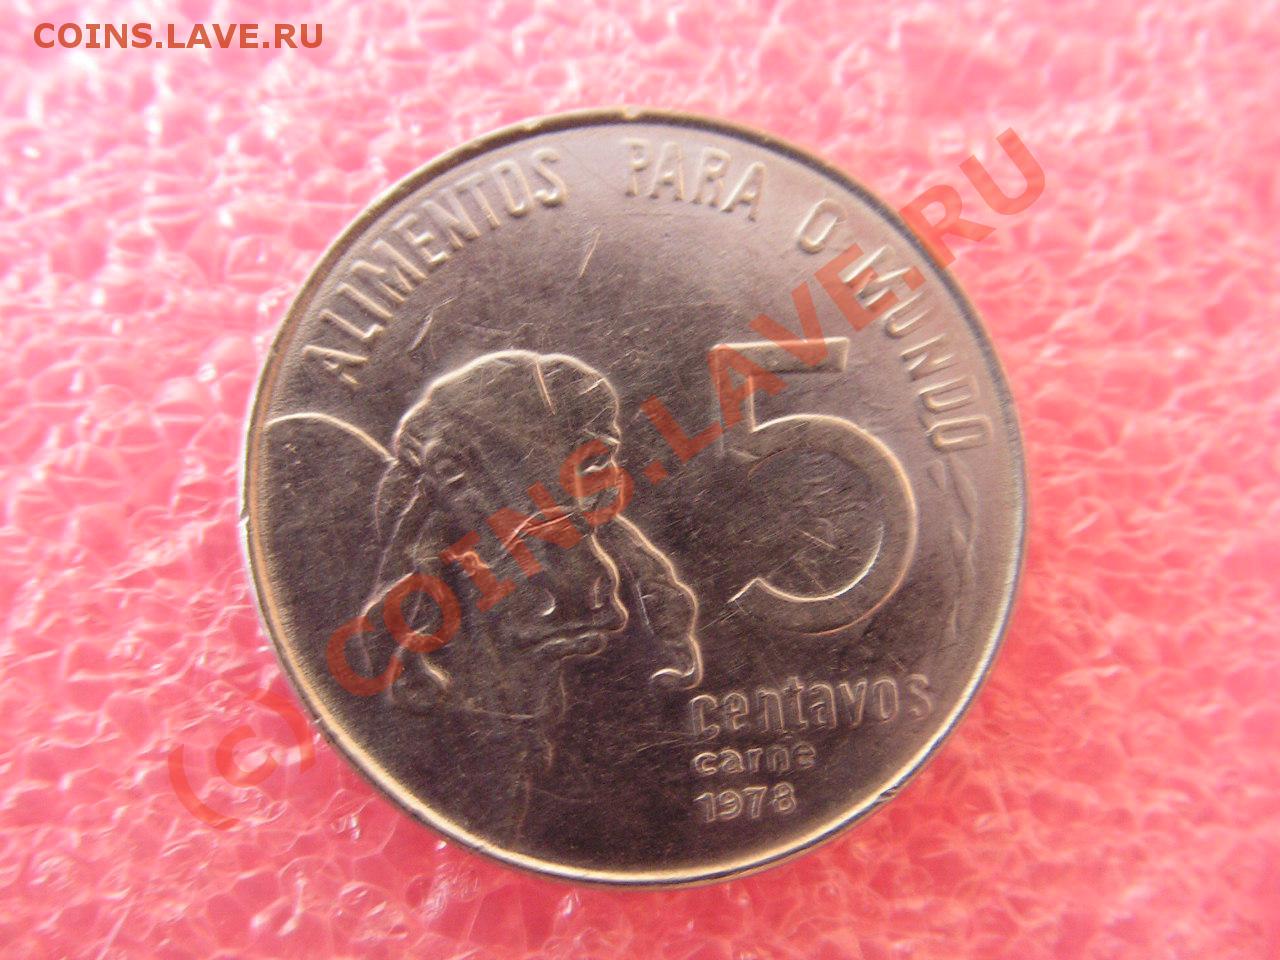 COINS.LAVE.RU
ALIMENTOS PARA O MUNDO
5
centavos
carne
1978
(c) COINS.LAVE.RU